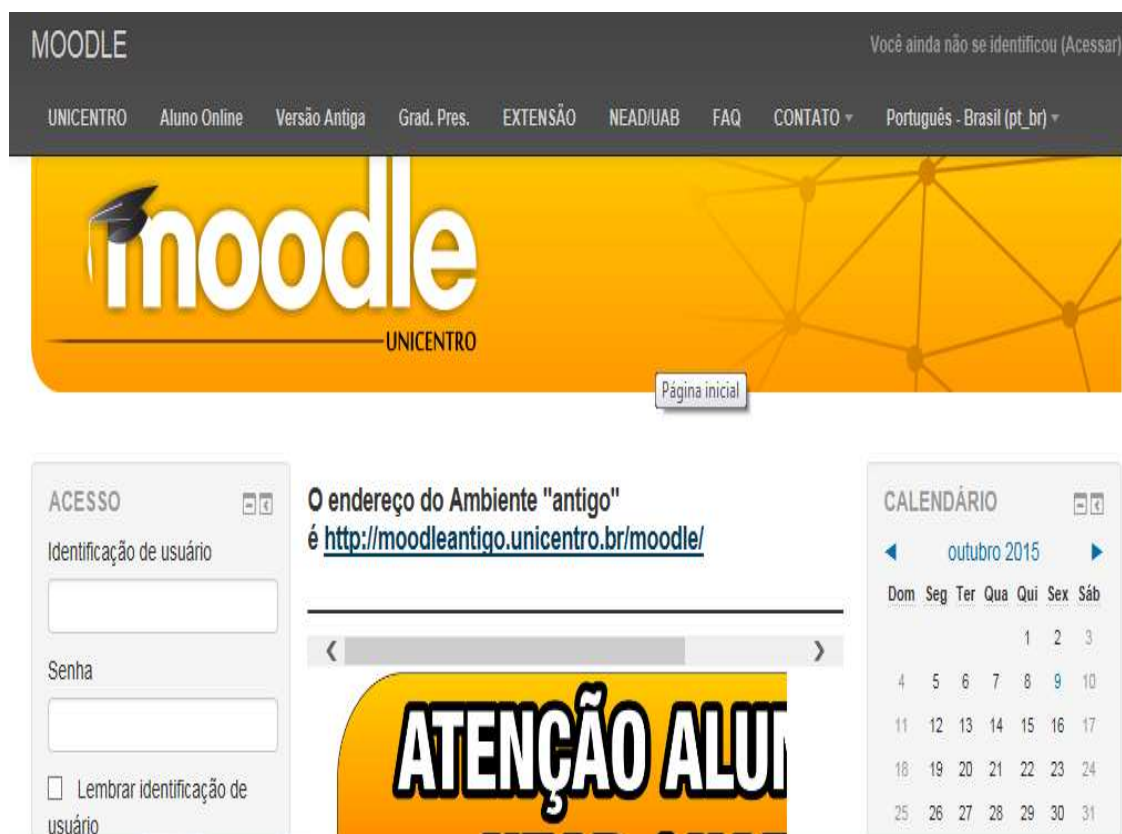 MOODLE
Você ainda não se identificou (Acessar)
UNICENTRO Aluno Online Versão Antiga Grad. Pres. EXTENSÃO NEAD/UAB FAQ CONTATO Português - Brasil (pt_br)
moodle
UNICENTRO
Página inicial
ACESSO
Identificação de usuário
Senha
Lembrar identificação de
usuário
O endereço do Ambiente "antigo"
é http://moodleantigo.unicentro.br/moodle/
ATENÇÃO ALUN
CALENDÁRIO
outubro 2015
Dom Seg Ter Qua Qui Sex Sáb
1 2 3
4 5 6 7 8 9 10
11 12 13 14 15 16 17
18 19 20 21 22 23 24
25 26 27 28 29 30 31